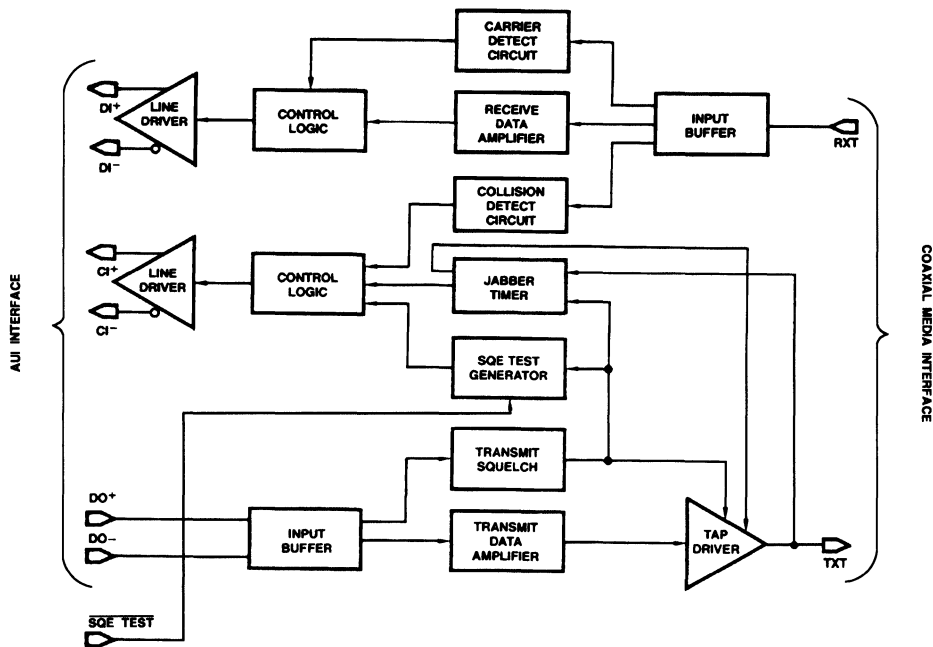 CARRIER
DETECT
CIRCUIT
DI+
DI−
LINE
DRIVER
CONTROL
LOGIC
RECEIVE
DATA
AMPLIFIER
INPUT
BUFFER
RXT
COLLISION
DETECT
CIRCUIT
CI+
CI−
LINE
DRIVER
CONTROL
LOGIC
JABBER
TIMER
SQE TEST
GENERATOR
AUI INTERFACE
COAXIAL MEDIA INTERFACE
TRANSMIT
SQUELCH
DO+
DO−
INPUT
BUFFER
TRANSMIT
DATA
AMPLIFIER
TAP
DRIVER
TXT
SQE TEST